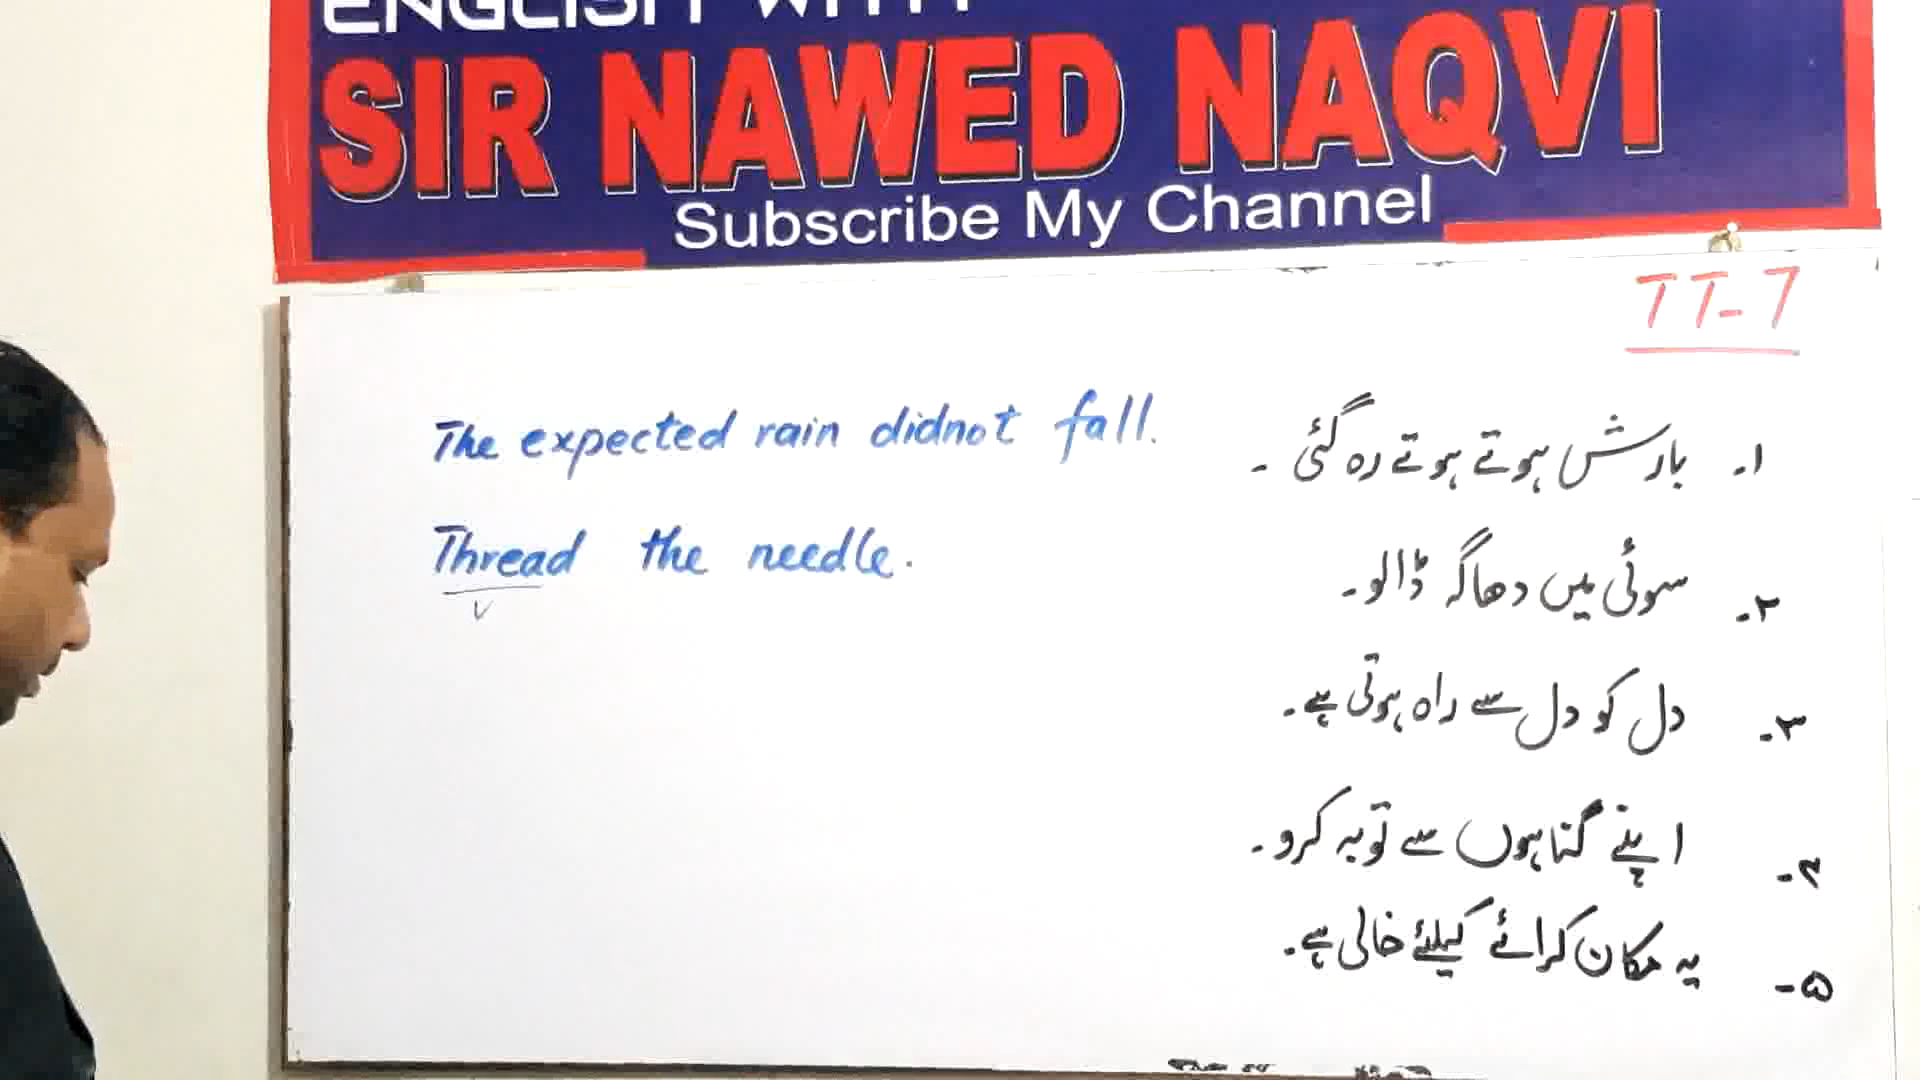 ENGLISH WITH
SIR NAWED NAQVI
Subscribe My Channel
TT-7
The expected rain didnot fall.
۱۔ بارش ہوتے ہوتے رہ گئی ۔
Thread the needle.
v
۲۔ سوئی میں دھاگہ ڈالو۔
۳۔ دل کو دل سے راہ ہوتی ہے۔
۴۔ اپنے گناہوں سے توبہ کرو۔
۵۔ یہ مکان کرائے کیلئے خالی ہے۔